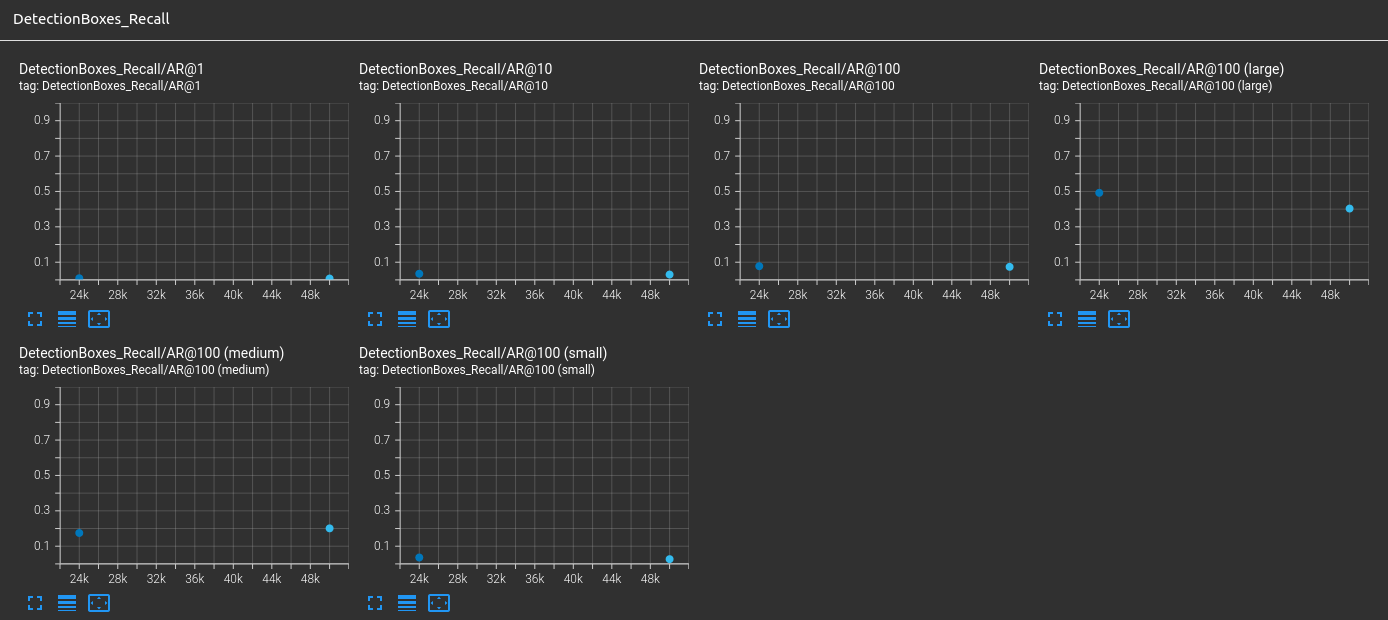 DetectionBoxes_Recall
DetectionBoxes_Recall/AR@1
tag: DetectionBoxes_Recall/AR@1
0.9
0.7
0.5
0.3
0.1
24k 28k 32k 36k 40k 44k 48k
DetectionBoxes_Recall/AR@10
tag: DetectionBoxes_Recall/AR@10
0.9
0.7
0.5
0.3
0.1
24k 28k 32k 36k 40k 44k 48k
DetectionBoxes_Recall/AR@100
tag: DetectionBoxes_Recall/AR@100
0.9
0.7
0.5
0.3
0.1
24k 28k 32k 36k 40k 44k 48k
DetectionBoxes_Recall/AR@100 (large)
tag: DetectionBoxes_Recall/AR@100 (large)
0.9
0.7
0.5
0.3
0.1
24k 28k 32k 36k 40k 44k 48k
DetectionBoxes_Recall/AR@100 (medium)
tag: DetectionBoxes_Recall/AR@100 (medium)
0.9
0.7
0.5
0.3
0.1
24k 28k 32k 36k 40k 44k 48k
DetectionBoxes_Recall/AR@100 (small)
tag: DetectionBoxes_Recall/AR@100 (small)
0.9
0.7
0.5
0.3
0.1
24k 28k 32k 36k 40k 44k 48k